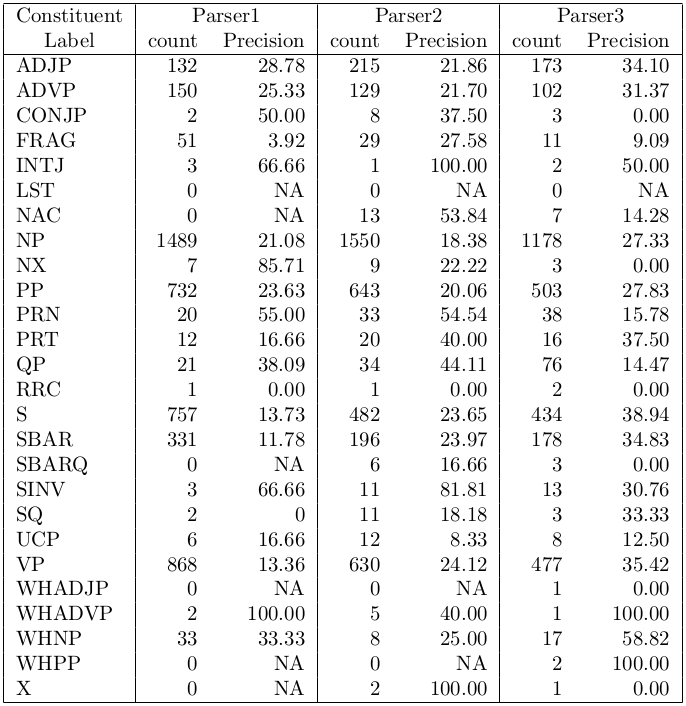 Constituent Parser1 Parser2 Parser3
Label count Precision count Precision count Precision
ADJP 132 28.78 215 21.86 173 34.10
ADVP 150 25.33 129 21.70 102 31.37
CONJP 2 50.00 8 37.50 3 0.00
FRAG 51 3.92 29 27.58 11 9.09
INTJ 3 66.66 1 100.00 2 50.00
LST 0 NA 0 NA 0 NA
NAC 0 NA 13 53.84 7 14.28
NP 1489 21.08 1550 18.38 1178 27.33
NX 7 85.71 9 22.22 3 0.00
PP 732 23.63 643 20.06 503 27.83
PRN 20 55.00 33 54.54 38 15.78
PRT 12 16.66 20 40.00 16 37.50
QP 21 38.09 34 44.11 76 14.47
RRC 1 0.00 1 0.00 2 0.00
S 757 13.73 482 23.65 434 38.94
SBAR 331 11.78 196 23.97 178 34.83
SBARQ 0 NA 6 16.66 3 0.00
SINV 3 66.66 11 81.81 13 30.76
SQ 2 0 11 18.18 3 33.33
UCP 6 16.66 12 8.33 8 12.50
VP 868 13.36 630 24.12 477 35.42
WHADJP 0 NA 0 NA 1 0.00
WHADVP 2 100.00 5 40.00 1 100.00
WHNP 33 33.33 8 25.00 17 58.82
WHPP 0 NA 0 NA 2 100.00
X 0 NA 2 100.00 1 0.00